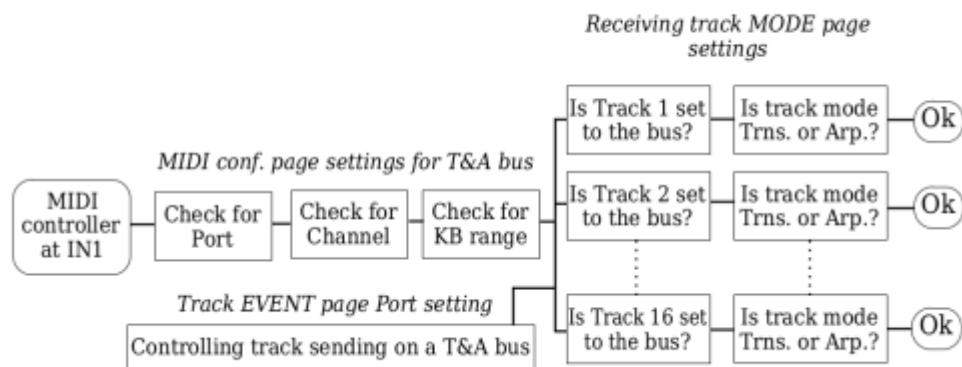 Receiving track MODE page
settings
Is Track 1 set
to the bus?
Is track mode
Trns. or Arp.?
Ok
MIDI conf. page settings for T&A bus
MIDI
controller
at IN1
Check for
Port
Check for
Channel
Check for
KB range
Is Track 2 set
to the bus?
Is track mode
Trns. or Arp.?
Ok
Track EVENT page Port setting
Controlling track sending on a T&A bus
Is Track 16 set
to the bus?
Is track mode
Trns. or Arp.?
Ok